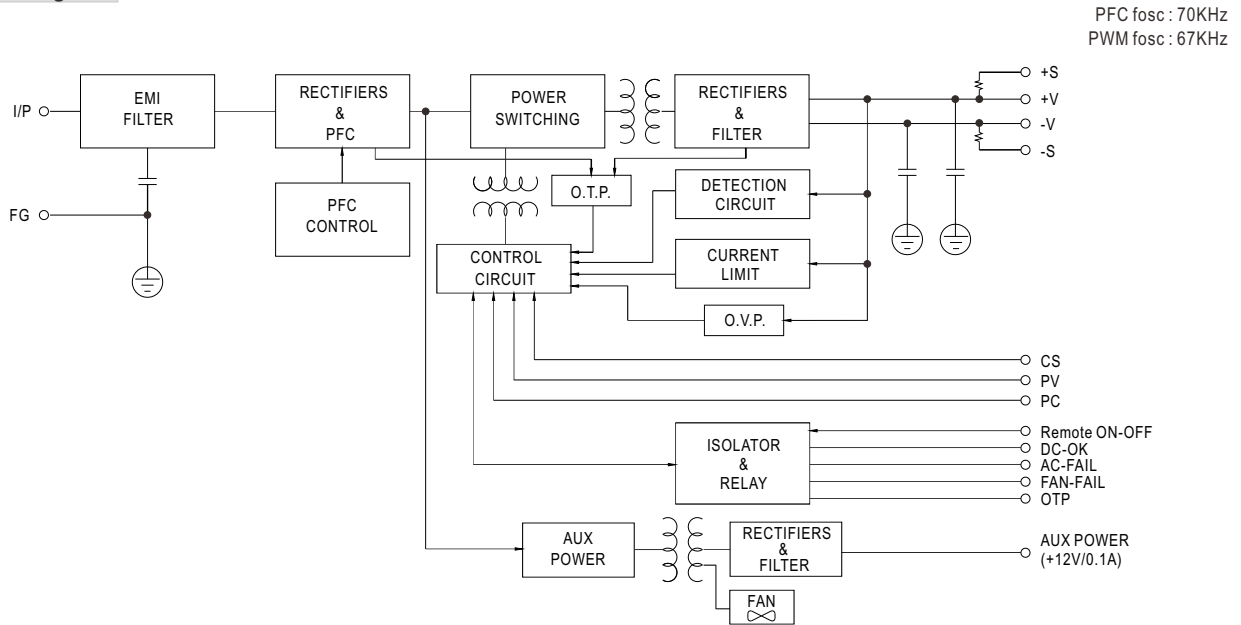 PFC fosc : 70KHz
PWM fosc : 67KHz
I/P
EMI
FILTER
RECTIFIERS
&
PFC
POWER
SWITCHING
RECTIFIERS
&
FILTER
+S
+V
-V
-S
FG
PFC
CONTROL
O.T.P.
DETECTION
CIRCUIT
CONTROL
CIRCUIT
CURRENT
LIMIT
O.V.P.
CS
PV
PC
ISOLATOR
&
RELAY
Remote ON-OFF
DC-OK
AC-FAIL
FAN-FAIL
OTP
AUX
POWER
RECTIFIERS
&
FILTER
AUX POWER
(+12V/0.1A)
FAN